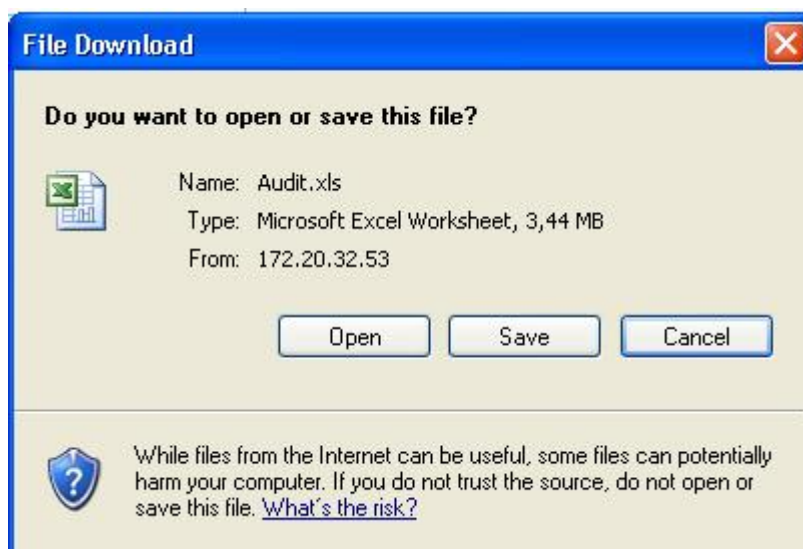 File Download
Do you want to open or save this file?
Name: Audit.xls
Type: Microsoft Excel Worksheet, 3,44 MB
From: 172.20.32.53
Open Save Cancel
While files from the Internet can be useful, some files can potentially
harm your computer. If you do not trust the source, do not open or
save this file. What's the risk?